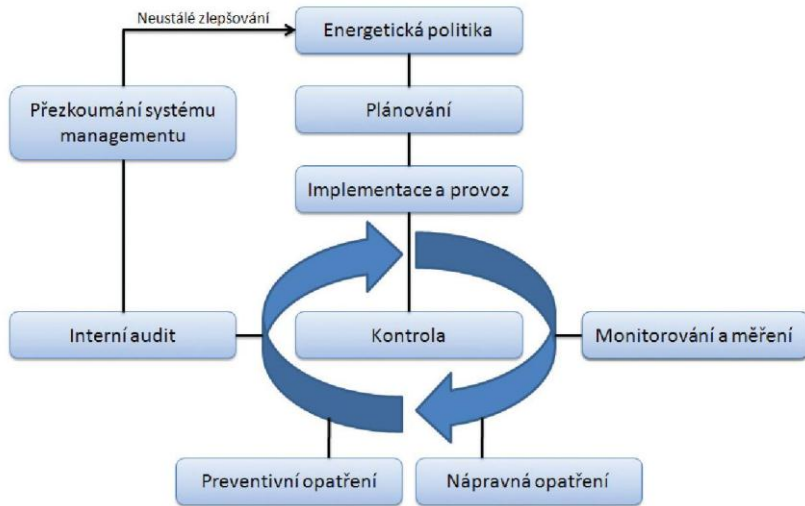 Neustálé zlepšování
Energetická politika
Přezkoumání systému
managementu
Plánování
Implementace a provoz
Interní audit
Kontrola
Monitorování a měření
Preventivní opatření
Nápravná opatření